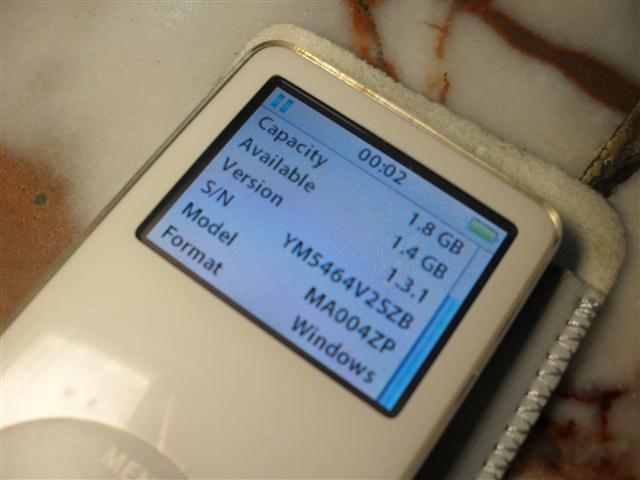 00:02
Capacity 1.8 GB
Available 1.4 GB
Version 1.3.1
S/N YM5464V2SZB
Model MA004ZP
Format Windows